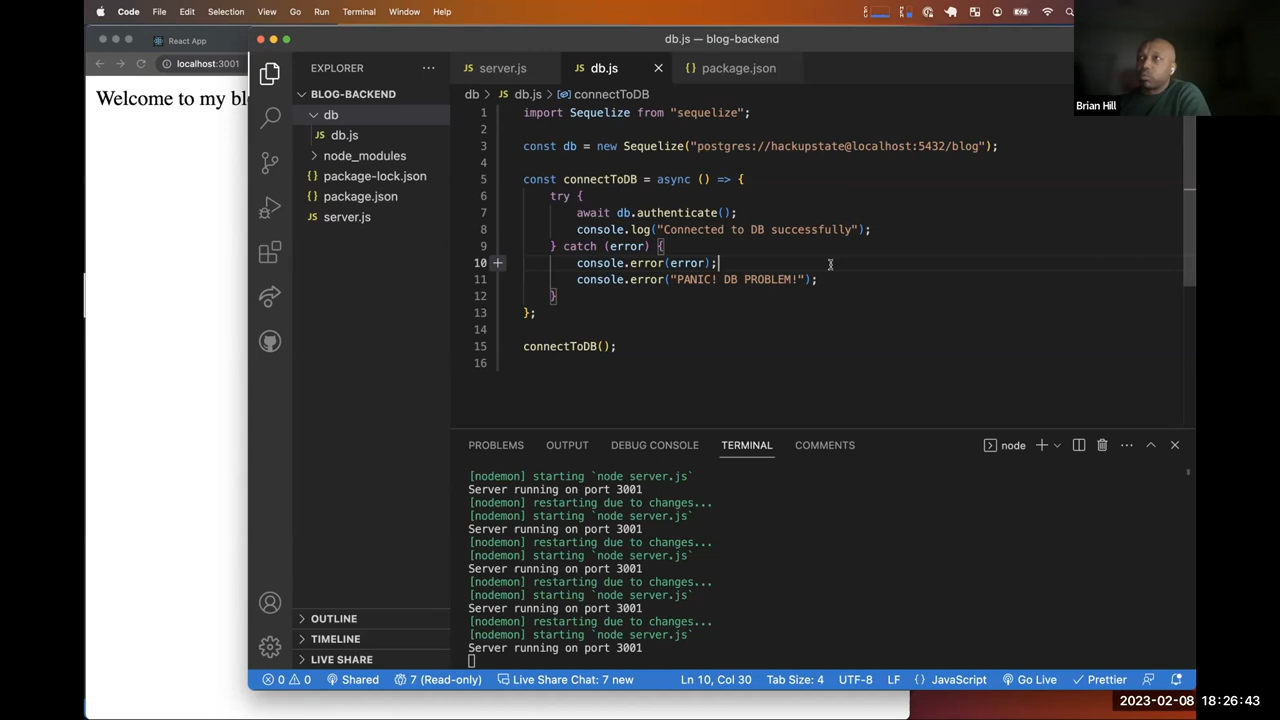 Code File Edit Selection View Go Run Terminal Window Help
React App
localhost:3001
Welcome to my bl
db.js — blog-backend
Brian Hill
EXPLORER
BLOG-BACKEND
db
db.js
node_modules
package-lock.json
package.json
server.js
OUTLINE
TIMELINE
LIVE SHARE
server.js db.js package.json
db > JS db.js > connectToDB
1 import Sequelize from "sequelize";
2
3 const db = new Sequelize("postgres://hackupstate@localhost:5432/blog");
4
5 const connectToDB = async () => {
6 try {
7 await db.authenticate();
8 console.log("Connected to DB successfully");
9 } catch (error) {
10 console.error(error);
11 console.error("PANIC! DB PROBLEM!");
12 }
13 };
14
15 connectToDB();
16
PROBLEMS OUTPUT DEBUG CONSOLE TERMINAL COMMENTS
node
[nodemon] starting `node server.js`
Server running on port 3001
[nodemon] restarting due to changes...
[nodemon] starting `node server.js`
Server running on port 3001
[nodemon] restarting due to changes...
[nodemon] starting `node server.js`
Server running on port 3001
[nodemon] restarting due to changes...
[nodemon] starting `node server.js`
Server running on port 3001
[nodemon] restarting due to changes...
[nodemon] starting `node server.js`
Server running on port 3001
0 0 Shared 7 (Read-only) Live Share Chat: 7 new Ln 10, Col 30 Tab Size: 4 UTF-8 LF {} JavaScript Go Live Prettier
2023-02-08 18:26:43